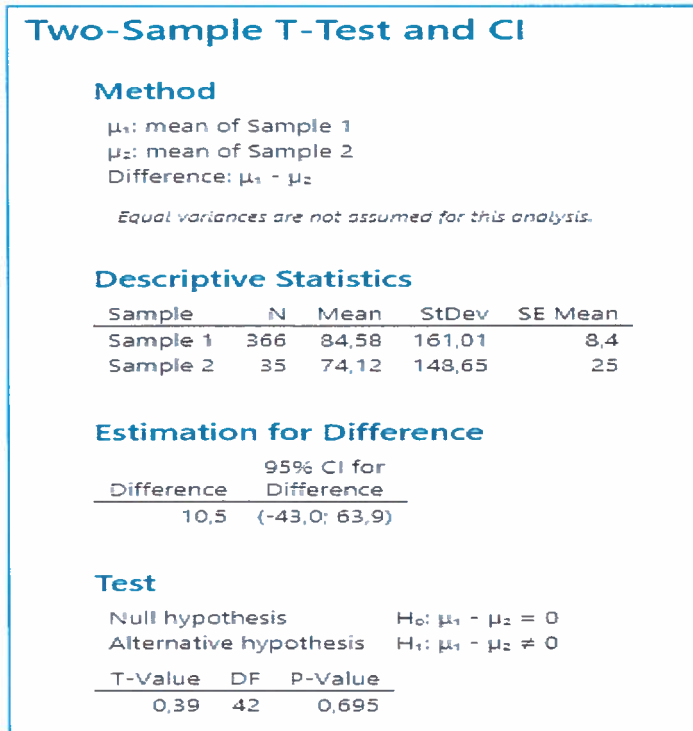 Two-Sample T-Test and CI
Method
μ₁: mean of Sample 1
μ₂: mean of Sample 2
Difference: μ₁ - μ₂
Equal variances are not assumed for this analysis.
Descriptive Statistics
Sample N Mean StDev SE Mean
Sample 1 366 84,58 161,01 8,4
Sample 2 35 74,12 148,65 25
Estimation for Difference
95% CI for
Difference Difference
10,5 (-43,0; 63,9)
Test
Null hypothesis H₀: μ₁ - μ₂ = 0
Alternative hypothesis H₁: μ₁ - μ₂ ≠ 0
T-Value DF P-Value
0,39 42 0,695